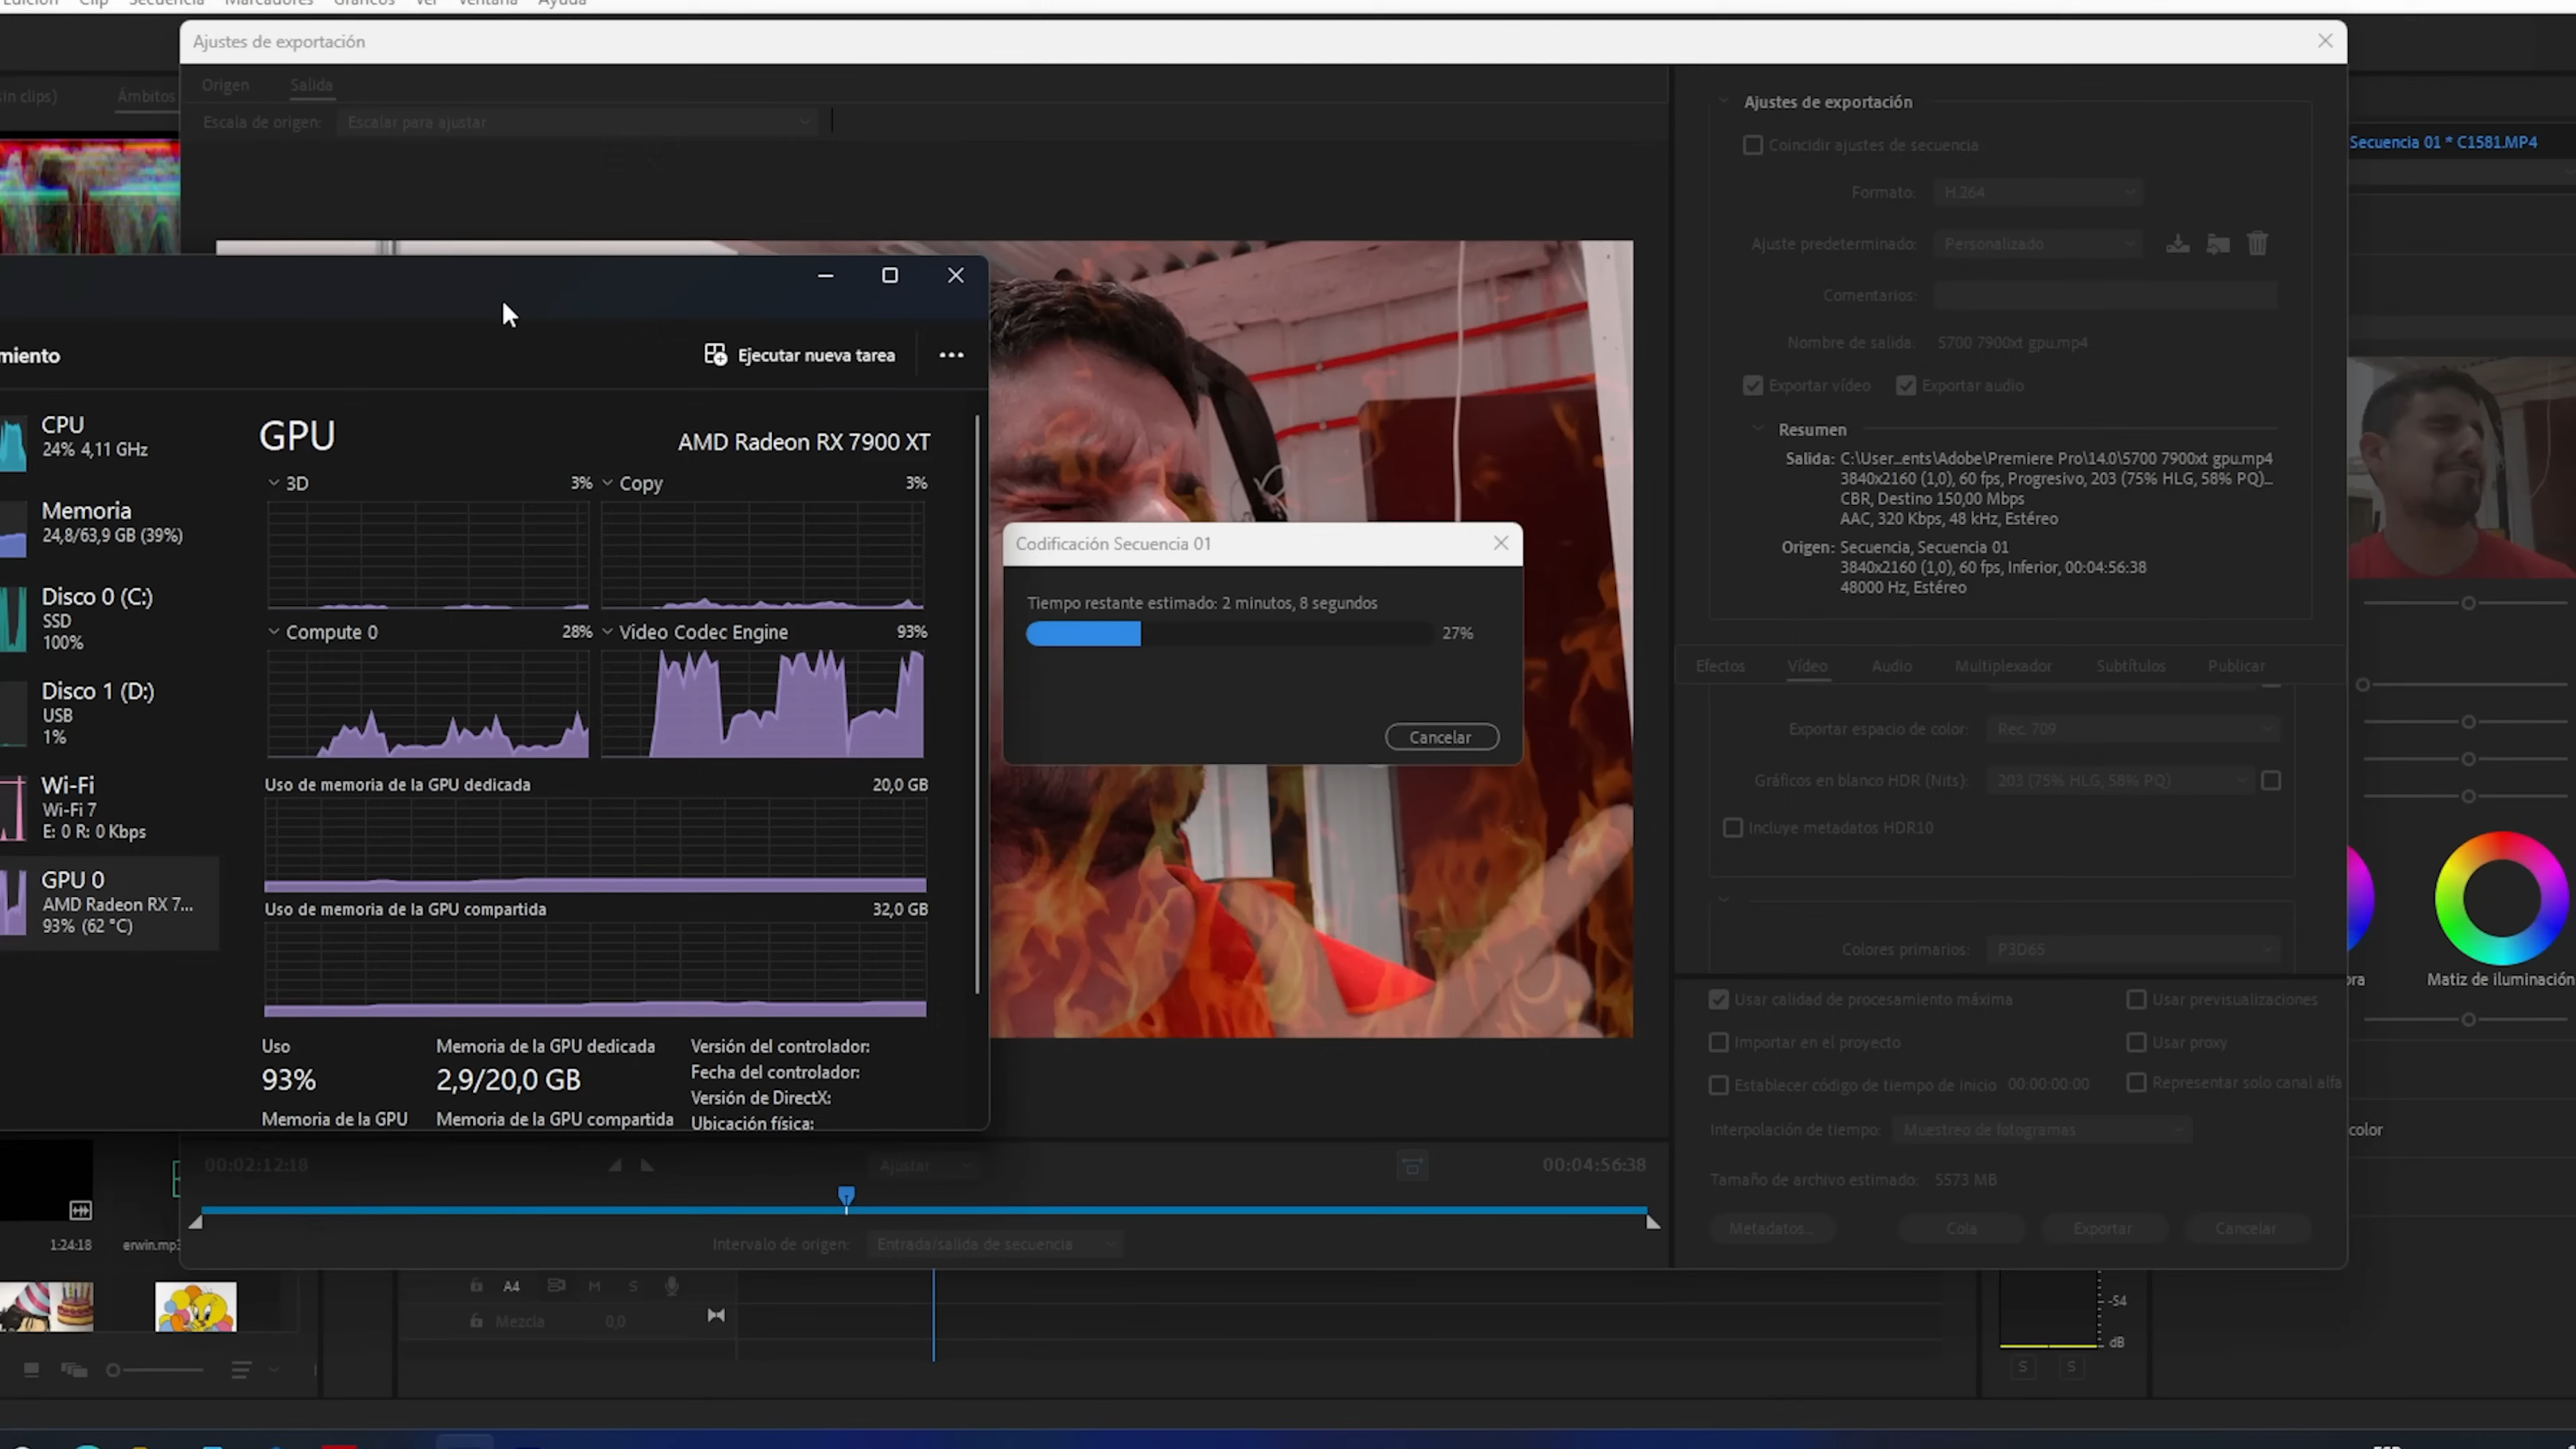 Edición Clip Secuencia Marcadores Gráficos Ver Ventana Ayuda
Ajustes de exportación
Origen Salida
Escala de origen: Escalar para ajustar
sin clips) Ámbitos
Ajustes de exportación
Coincidir ajustes de secuencia
Formato: H.264
Ajuste predeterminado: Personalizado
Comentarios:
Nombre de salida: 5700 7900xt gpu.mp4
Exportar vídeo Exportar audio
Resumen
Salida: C:\User...ents\Adobe\Premiere Pro\14.0\5700 7900xt gpu.mp4
3840x2160 (1,0), 60 fps, Progresivo, 203 (75% HLG, 58% PQ)...
CBR, Destino 150,00 Mbps
AAC, 320 Kbps, 48 kHz, Estéreo
Origen: Secuencia, Secuencia 01
3840x2160 (1,0), 60 fps, Inferior, 00:04:56:38
48000 Hz, Estéreo
Secuencia 01 * C1581.MP4
miento
Ejecutar nueva tarea
CPU
24% 4,11 GHz
Memoria
24,8/63,9 GB (39%)
Disco 0 (C:)
SSD
100%
Disco 1 (D:)
USB
1%
Wi-Fi
Wi-Fi 7
E: 0 R: 0 Kbps
GPU 0
AMD Radeon RX 7...
93% (62 °C)
GPU AMD Radeon RX 7900 XT
3D 3% Copy 3%
Compute 0 28% Video Codec Engine 93%
Uso de memoria de la GPU dedicada 20,0 GB
Uso de memoria de la GPU compartida 32,0 GB
Uso
93%
Memoria de la GPU
Memoria de la GPU dedicada
2,9/20,0 GB
Memoria de la GPU compartida
Versión del controlador:
Fecha del controlador:
Versión de DirectX:
Ubicación física:
Codificación Secuencia 01
Tiempo restante estimado: 2 minutos, 8 segundos
27%
Cancelar
Efectos Vídeo Audio Multiplexador Subtítulos Publicar
Exportar espacio de color: Rec. 709
Gráficos en blanco HDR (Nits): 203 (75% HLG, 58% PQ)
Incluye metadatos HDR10
Colores primarios: P3D65
Usar calidad de procesamiento máxima Usar previsualizaciones
Importar en el proyecto Usar proxy
Establecer código de tiempo de inicio 00:00:00:00 Representar solo canal alfa
Interpolación de tiempo: Muestreo de fotogramas
Tamaño de archivo estimado: 5573 MB
Metadatos... Cola Exportar Cancelar
ora Matiz de iluminación
color
00:02:12:18 Ajustar 00:04:56:38
Intervalo de origen: Entrada/salida de secuencia
1:24:18 erwin.mp3
A4 M S
Mezcla 0,0
-54
dB
S S